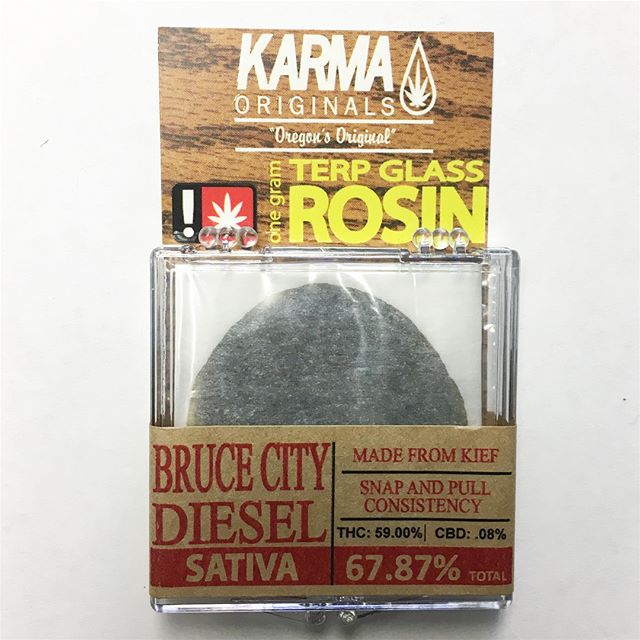 KARMA
ORIGINALS
"Oregon's Original"
one gram
TERP GLASS
ROSIN
!
BRUCE CITY
DIESEL
SATIVA
MADE FROM KIEF
SNAP AND PULL
CONSISTENCY
THC: 59.00% | CBD: .08%
67.87% TOTAL